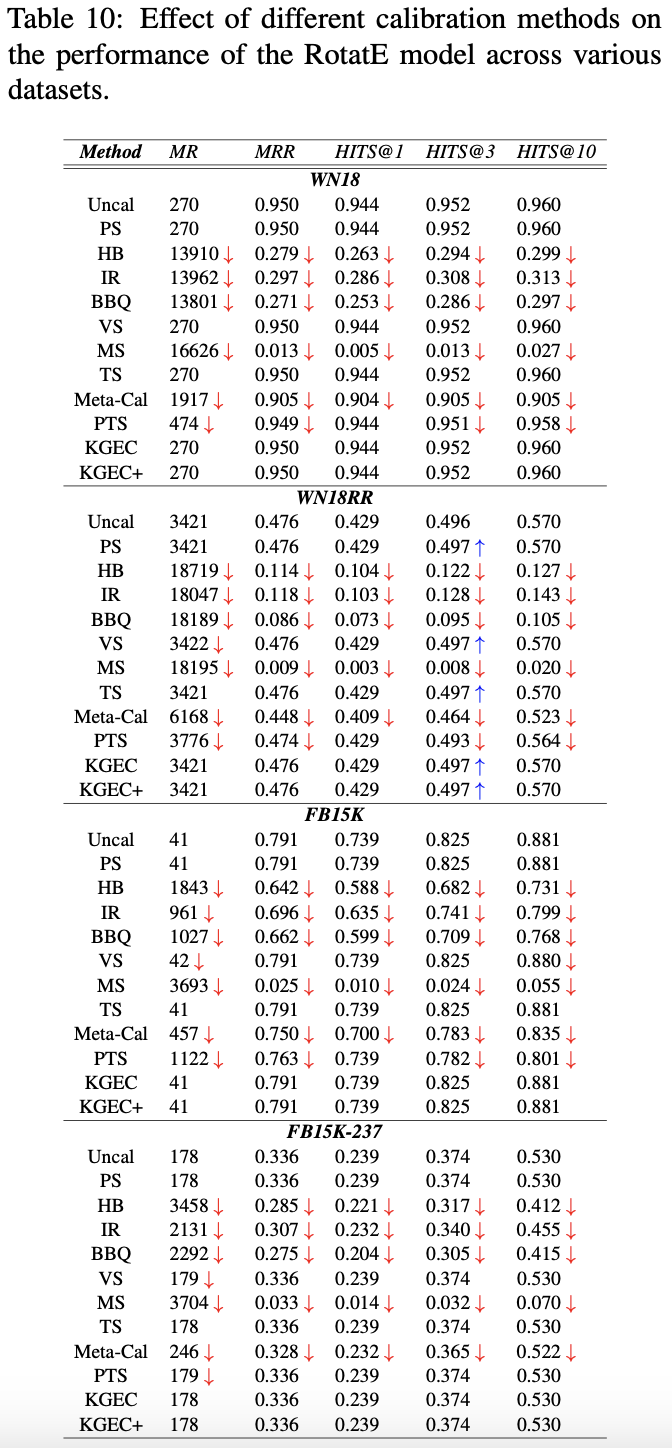 Table 10: Effect of different calibration methods on
the performance of the RotatE model across various
datasets.
Method MR MRR HITS@1 HITS@3 HITS@10
WN18
Uncal 270 0.950 0.944 0.952 0.960
PS 270 0.950 0.944 0.952 0.960
HB 13910 ↓ 0.279 ↓ 0.263 ↓ 0.294 ↓ 0.299 ↓
IR 13962 ↓ 0.297 ↓ 0.286 ↓ 0.308 ↓ 0.313 ↓
BBQ 13801 ↓ 0.271 ↓ 0.253 ↓ 0.286 ↓ 0.297 ↓
VS 270 0.950 0.944 0.952 0.960
MS 16626 ↓ 0.013 ↓ 0.005 ↓ 0.013 ↓ 0.027 ↓
TS 270 0.950 0.944 0.952 0.960
Meta-Cal 1917 ↓ 0.905 ↓ 0.904 ↓ 0.905 ↓ 0.905 ↓
PTS 474 ↓ 0.949 ↓ 0.944 0.951 ↓ 0.958 ↓
KGEC 270 0.950 0.944 0.952 0.960
KGEC+ 270 0.950 0.944 0.952 0.960
WN18RR
Uncal 3421 0.476 0.429 0.496 0.570
PS 3421 0.476 0.429 0.497 ↑ 0.570
HB 18719 ↓ 0.114 ↓ 0.104 ↓ 0.122 ↓ 0.127 ↓
IR 18047 ↓ 0.118 ↓ 0.103 ↓ 0.128 ↓ 0.143 ↓
BBQ 18189 ↓ 0.086 ↓ 0.073 ↓ 0.095 ↓ 0.105 ↓
VS 3422 ↓ 0.476 0.429 0.497 ↑ 0.570
MS 18195 ↓ 0.009 ↓ 0.003 ↓ 0.008 ↓ 0.020 ↓
TS 3421 0.476 0.429 0.497 ↑ 0.570
Meta-Cal 6168 ↓ 0.448 ↓ 0.409 ↓ 0.464 ↓ 0.523 ↓
PTS 3776 ↓ 0.474 ↓ 0.429 0.493 ↓ 0.564 ↓
KGEC 3421 0.476 0.429 0.497 ↑ 0.570
KGEC+ 3421 0.476 0.429 0.497 ↑ 0.570
FB15K
Uncal 41 0.791 0.739 0.825 0.881
PS 41 0.791 0.739 0.825 0.881
HB 1843 ↓ 0.642 ↓ 0.588 ↓ 0.682 ↓ 0.731 ↓
IR 961 ↓ 0.696 ↓ 0.635 ↓ 0.741 ↓ 0.799 ↓
BBQ 1027 ↓ 0.662 ↓ 0.599 ↓ 0.709 ↓ 0.768 ↓
VS 42 ↓ 0.791 0.739 0.825 0.880 ↓
MS 3693 ↓ 0.025 ↓ 0.010 ↓ 0.024 ↓ 0.055 ↓
TS 41 0.791 0.739 0.825 0.881
Meta-Cal 457 ↓ 0.750 ↓ 0.700 ↓ 0.783 ↓ 0.835 ↓
PTS 1122 ↓ 0.763 ↓ 0.739 0.782 ↓ 0.801 ↓
KGEC 41 0.791 0.739 0.825 0.881
KGEC+ 41 0.791 0.739 0.825 0.881
FB15K-237
Uncal 178 0.336 0.239 0.374 0.530
PS 178 0.336 0.239 0.374 0.530
HB 3458 ↓ 0.285 ↓ 0.221 ↓ 0.317 ↓ 0.412 ↓
IR 2131 ↓ 0.307 ↓ 0.232 ↓ 0.340 ↓ 0.455 ↓
BBQ 2292 ↓ 0.275 ↓ 0.204 ↓ 0.305 ↓ 0.415 ↓
VS 179 ↓ 0.336 0.239 0.374 0.530
MS 3704 ↓ 0.033 ↓ 0.014 ↓ 0.032 ↓ 0.070 ↓
TS 178 0.336 0.239 0.374 0.530
Meta-Cal 246 ↓ 0.328 ↓ 0.232 ↓ 0.365 ↓ 0.522 ↓
PTS 179 ↓ 0.336 0.239 0.374 0.530
KGEC 178 0.336 0.239 0.374 0.530
KGEC+ 178 0.336 0.239 0.374 0.530